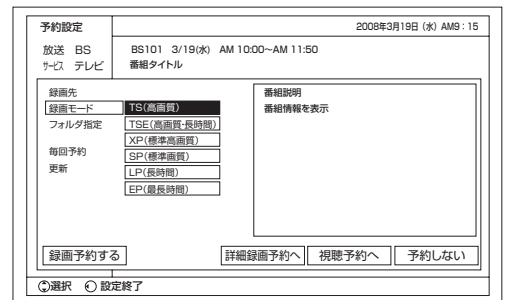 予約設定 2008年3月19日（水）AM9：15
放送 BS BS101 3/19(水) AM 10:00〜AM 11:50
ｻｰﾋﾞｽ テレビ 番組タイトル
録画先
録画モード
フォルダ指定
毎回予約
更新
TS(高画質)
TSE(高画質・長時間)
XP(標準高画質)
SP(標準画質)
LP(長時間)
EP(最長時間)
番組説明
番組情報を表示
録画予約する 詳細録画予約へ 視聴予約へ 予約しない
選択 設定終了